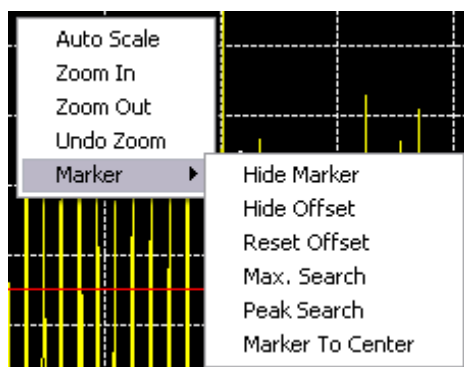 Auto Scale
Zoom In
Zoom Out
Undo Zoom
Marker
Hide Marker
Hide Offset
Reset Offset
Max. Search
Peak Search
Marker To Center